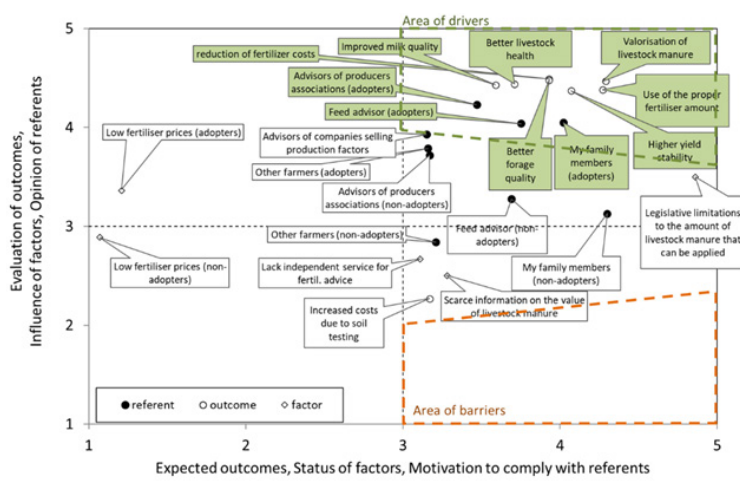 Area of drivers
5
reduction of fertilizer costs
Improved milk quality
Better livestock
health
Valorisation of
livestock manure
Advisors of producers
associations (adopters)
Use of the proper
fertiliser amount
Feed advisor (adopters)
4
Low fertiliser prices (adopters)
Advisors of companies selling
production factors
Other farmers (adopters)
Better
forage
quality
My family
members
(adopters)
Higher yield
stability
Advisors of producers
associations (non-adopters)
Legislative limitations
to the amount of
livestock manure that
can be applied
3
Other farmers (non-adopters)
Feed advisor (non-
adopters)
Low fertiliser prices (non-
adopters)
Lack independent service for
fertil. advice
My family members
(non-adopters)
Increased costs
due to soil
testing
Scarce information on the value
of livestock manure
2
referent
outcome
factor
Area of barriers
1
1
2
3
4
5
Expected outcomes, Status of factors, Motivation to comply with referents
Evaluation of outcomes,
Influence of factors, Opinion of referents